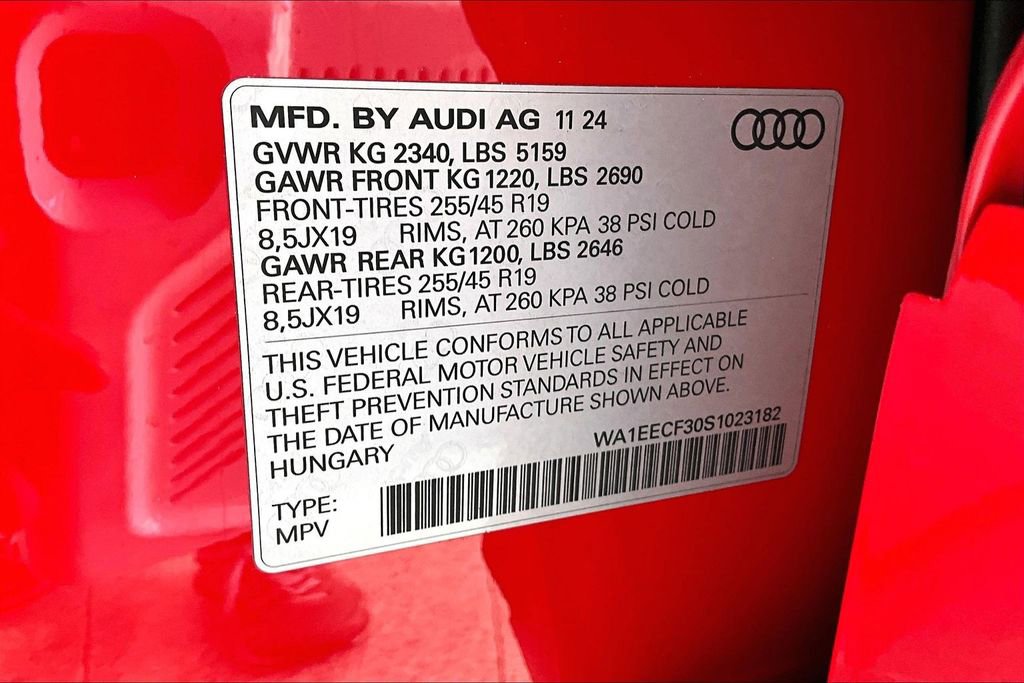 MFD. BY AUDI AG 11 24
GVWR KG 2340, LBS 5159
GAWR FRONT KG 1220, LBS 2690
FRONT-TIRES 255/45 R19
8,5JX19 RIMS, AT 260 KPA 38 PSI COLD
GAWR REAR KG 1200, LBS 2646
REAR-TIRES 255/45 R19
8,5JX19 RIMS, AT 260 KPA 38 PSI COLD
THIS VEHICLE CONFORMS TO ALL APPLICABLE
U.S. FEDERAL MOTOR VEHICLE SAFETY AND
THEFT PREVENTION STANDARDS IN EFFECT ON
THE DATE OF MANUFACTURE SHOWN ABOVE.
HUNGARY
WA1EECF30S1023182
TYPE:
MPV